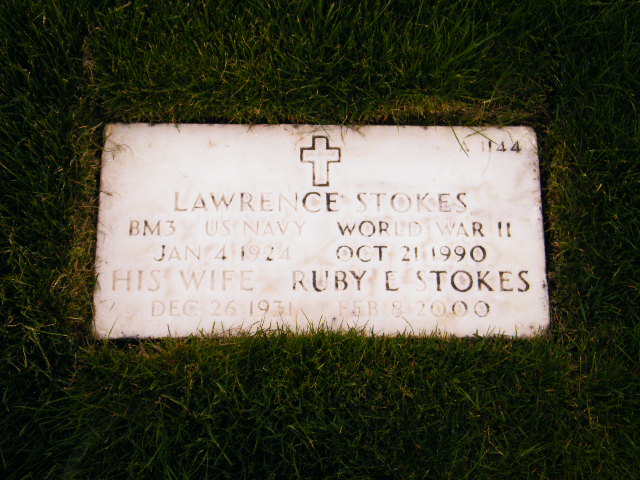 1144
LAWRENCE STOKES
BM3 US NAVY WORLD WAR II
JAN 4 1924 OCT 21 1990
HIS WIFE RUBY E STOKES
DEC 26 1931 FEB 8 2000